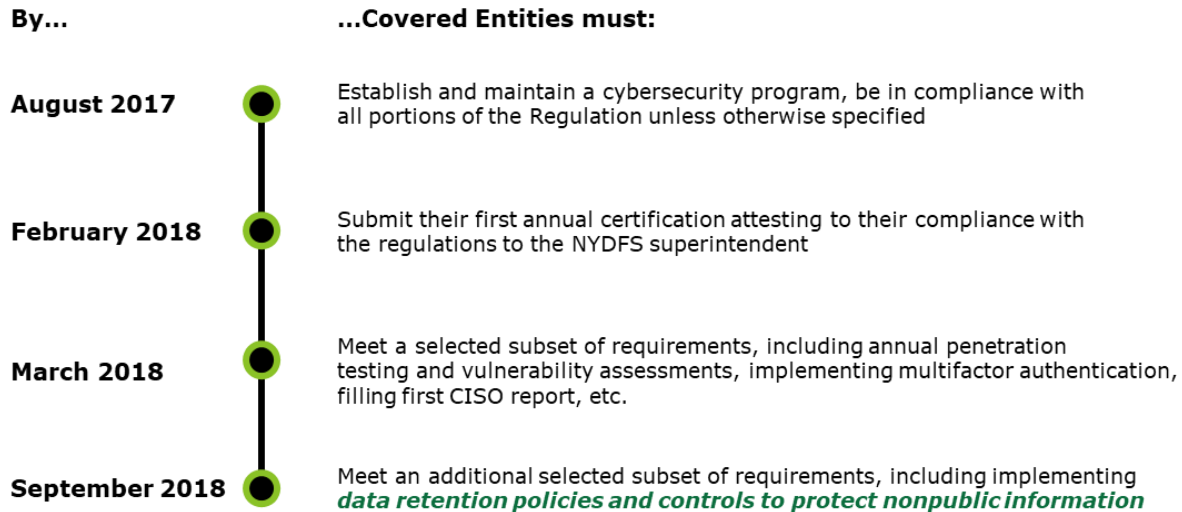 By... ...Covered Entities must:
August 2017
Establish and maintain a cybersecurity program, be in compliance with
all portions of the Regulation unless otherwise specified
February 2018
Submit their first annual certification attesting to their compliance with
the regulations to the NYDFS superintendent
March 2018
Meet a selected subset of requirements, including annual penetration
testing and vulnerability assessments, implementing multifactor authentication,
filling first CISO report, etc.
September 2018
Meet an additional selected subset of requirements, including implementing
data retention policies and controls to protect nonpublic information